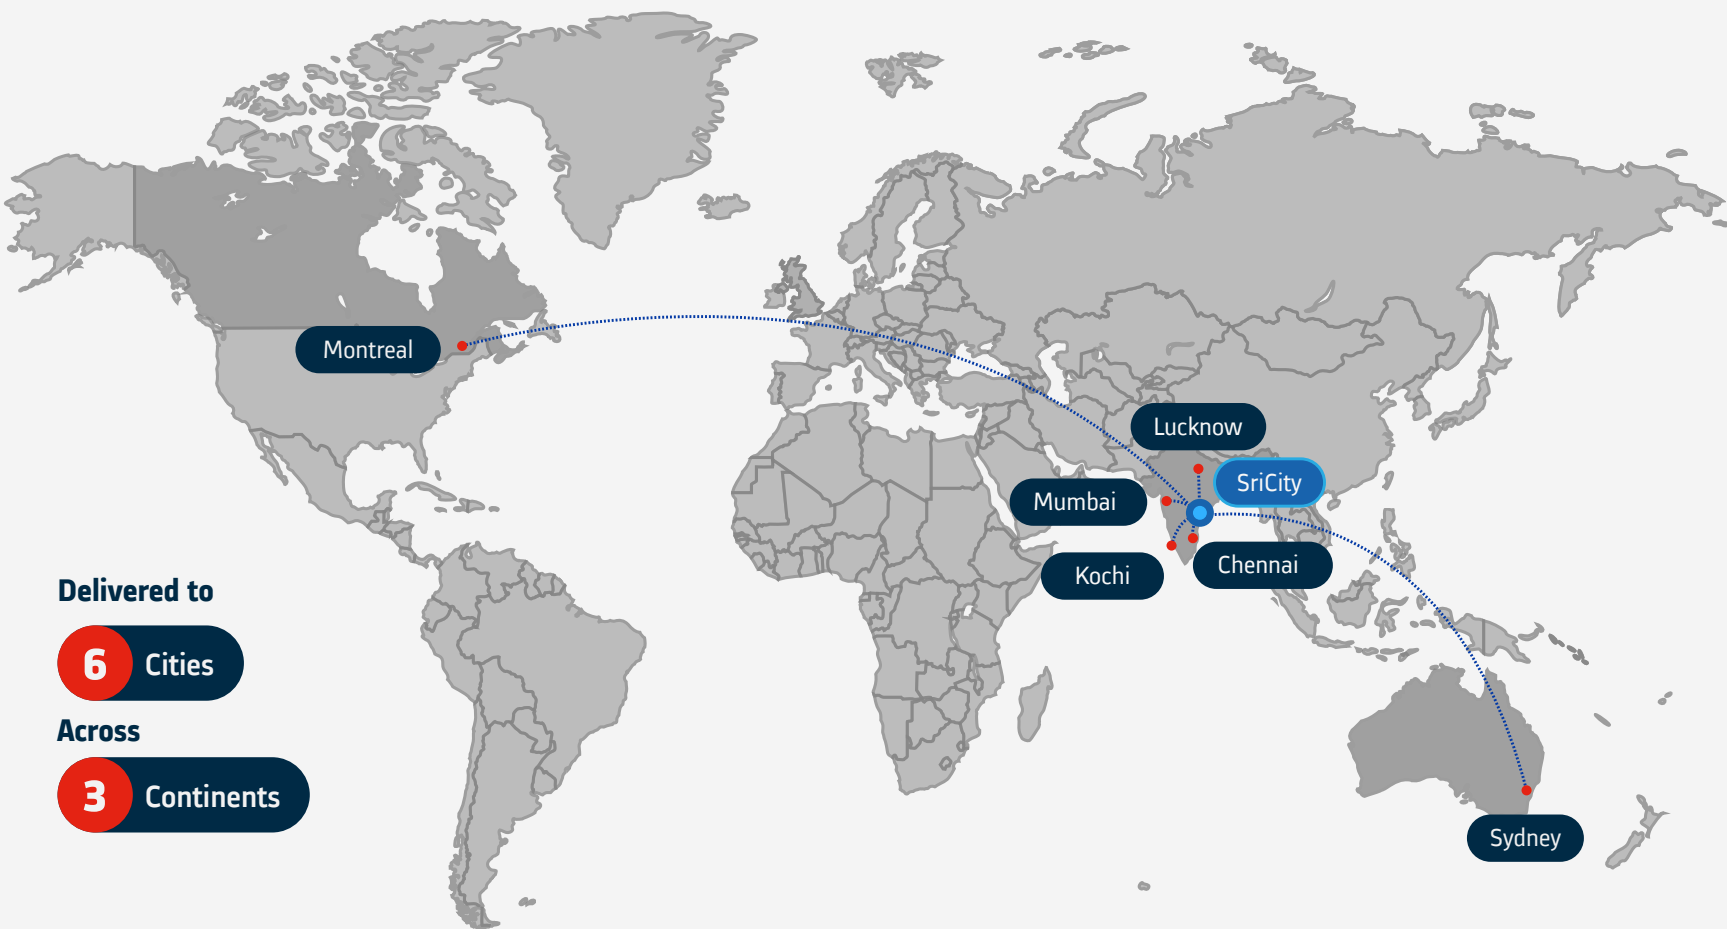 Montreal
Lucknow
SriCity
Mumbai
Chennai
Kochi
Delivered to
6 Cities
Across
3 Continents
Sydney